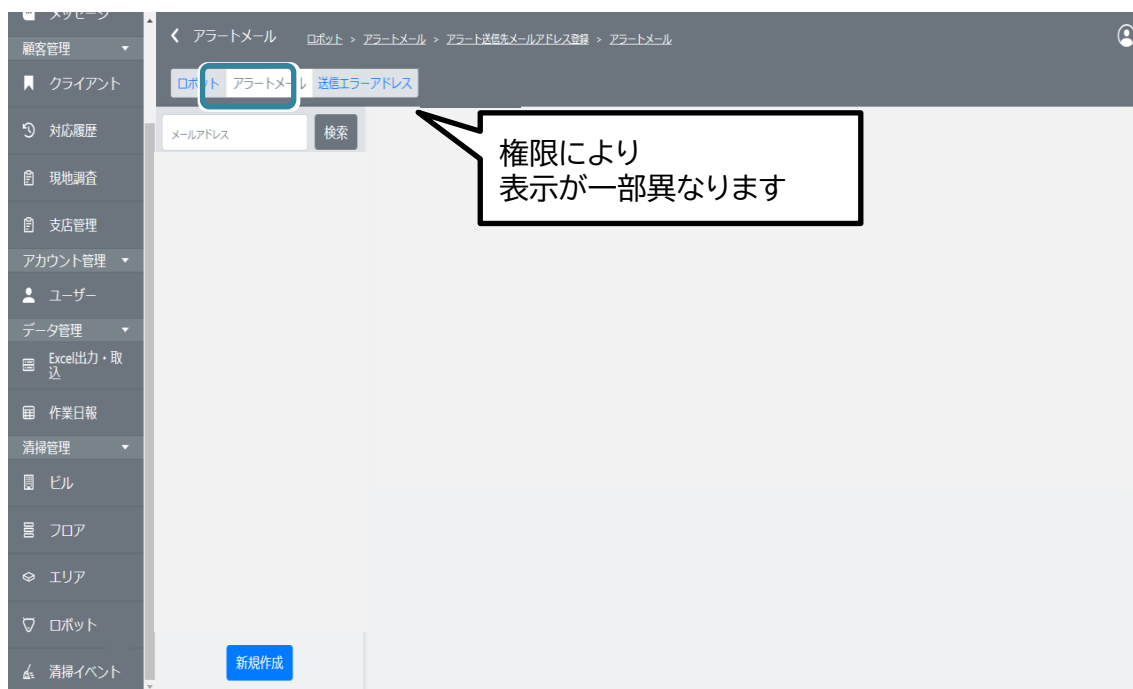 メッセージ
顧客管理
クライアント
対応履歴
現地調査
支店管理
アカウント管理
ユーザー
データ管理
Excel出力・取
込
作業日報
清掃管理
ビル
フロア
エリア
ロボット
清掃イベント
アラートメール
ロボット > アラートメール > アラート送信先メールアドレス登録 > アラートメール
ロボット アラートメール 送信エラーアドレス
メールアドレス 検索
権限により
表示が一部異なります
新規作成